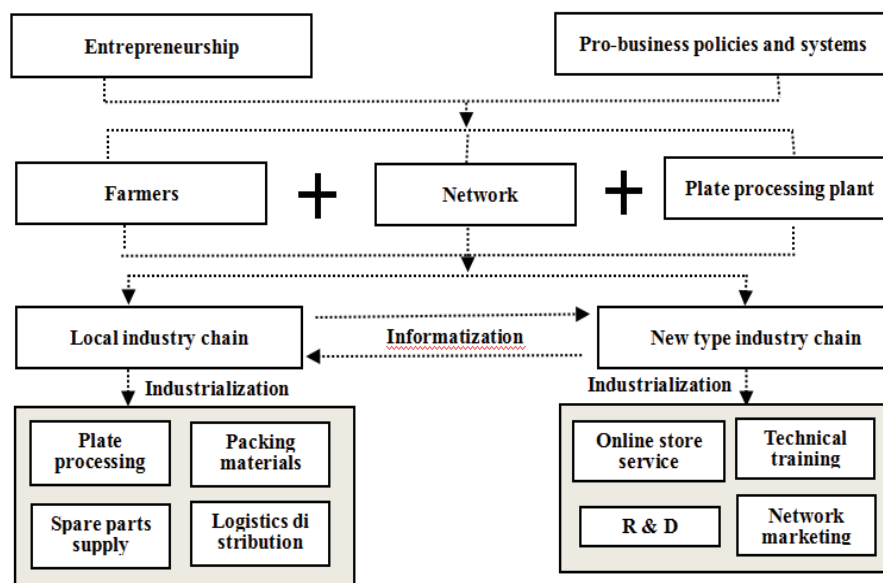 Entrepreneurship
Pro-business policies and systems
Farmers
Network
Plate processing plant
Local industry chain
Informatization
New type industry chain
Industrialization
Industrialization
Plate
processing
Packing
materials
Spare parts
supply
Logistics di
stribution
Online store
service
Technical
training
R & D
Network
marketing